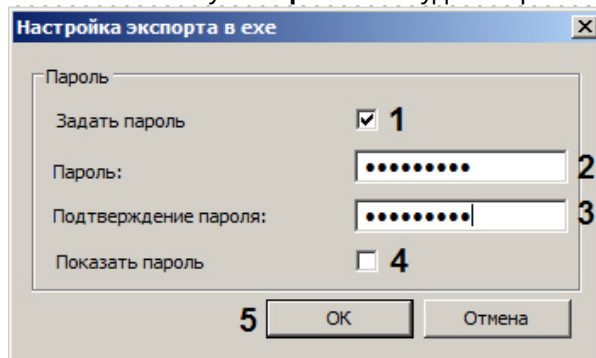 Настройка экспорта в exe
Пароль
Задать пароль 1
Пароль: ●●●●●●●●● 2
Подтверждение пароля: ●●●●●●●●● 3
Показать пароль 4
5 OK Отмена